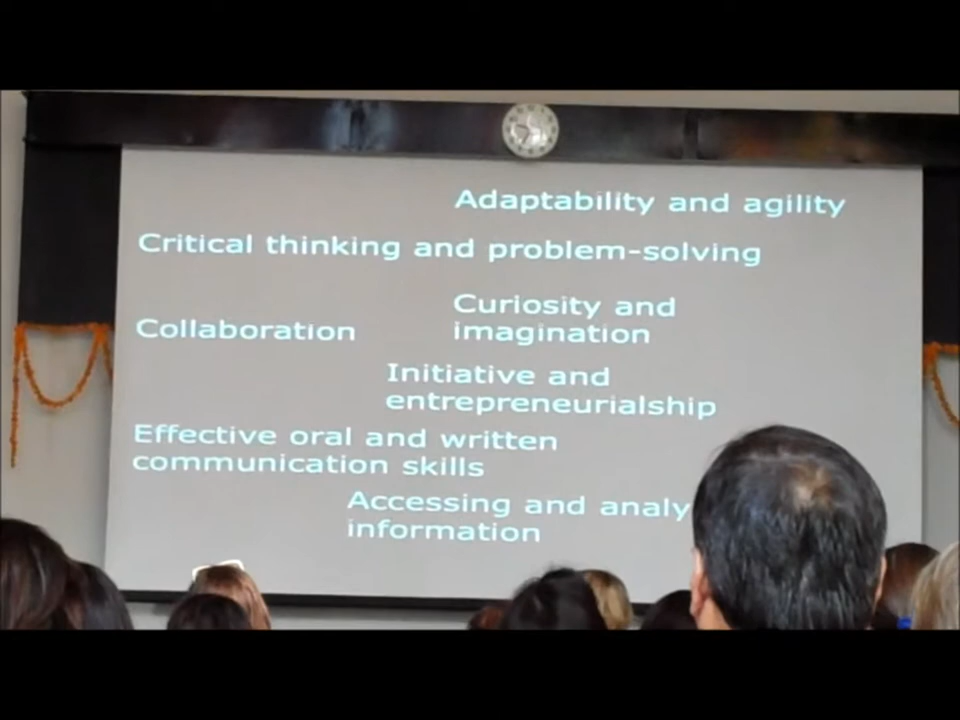 Adaptability and agility
Critical thinking and problem-solving
Curiosity and
imagination
Collaboration
Initiative and
entrepreneurialship
Effective oral and written
communication skills
Accessing and
information